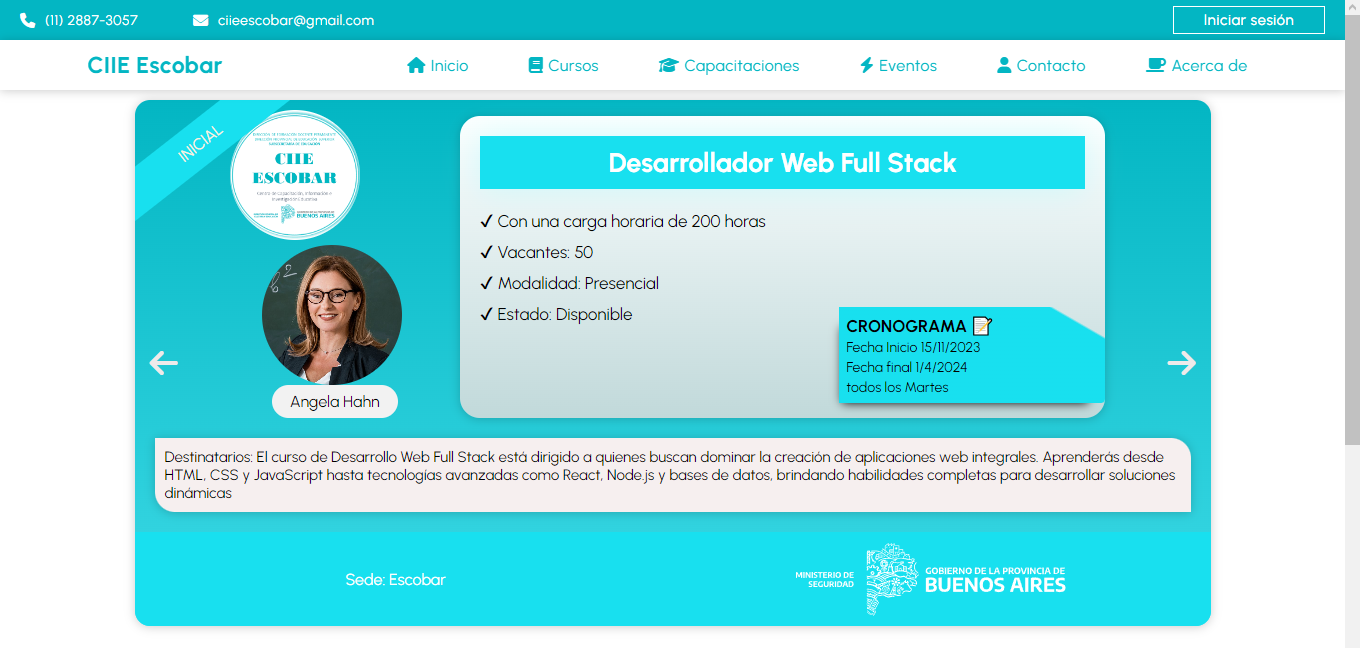 (11) 2887-3057
ciieescobar@gmail.com
Iniciar sesión
CIIE Escobar
Inicio
Cursos
Capacitaciones
Eventos
Contacto
Acerca de
INICIAL
CIIE
ESCOBAR
BUENOS AIRES
Angela Hahn
Desarrollador Web Full Stack
Con una carga horaria de 200 horas
Vacantes: 50
Modalidad: Presencial
Estado: Disponible
CRONOGRAMA
Fecha Inicio 15/11/2023
Fecha final 1/4/2024
todos los Martes
Destinatarios: El curso de Desarrollo Web Full Stack está dirigido a quienes buscan dominar la creación de aplicaciones web integrales. Aprenderás desde
HTML, CSS y JavaScript hasta tecnologías avanzadas como React, Node.js y bases de datos, brindando habilidades completas para desarrollar soluciones
dinámicas
Sede: Escobar
MINISTERIO DE
SEGURIDAD
GOBIERNO DE LA PROVINCIA DE
BUENOS AIRES